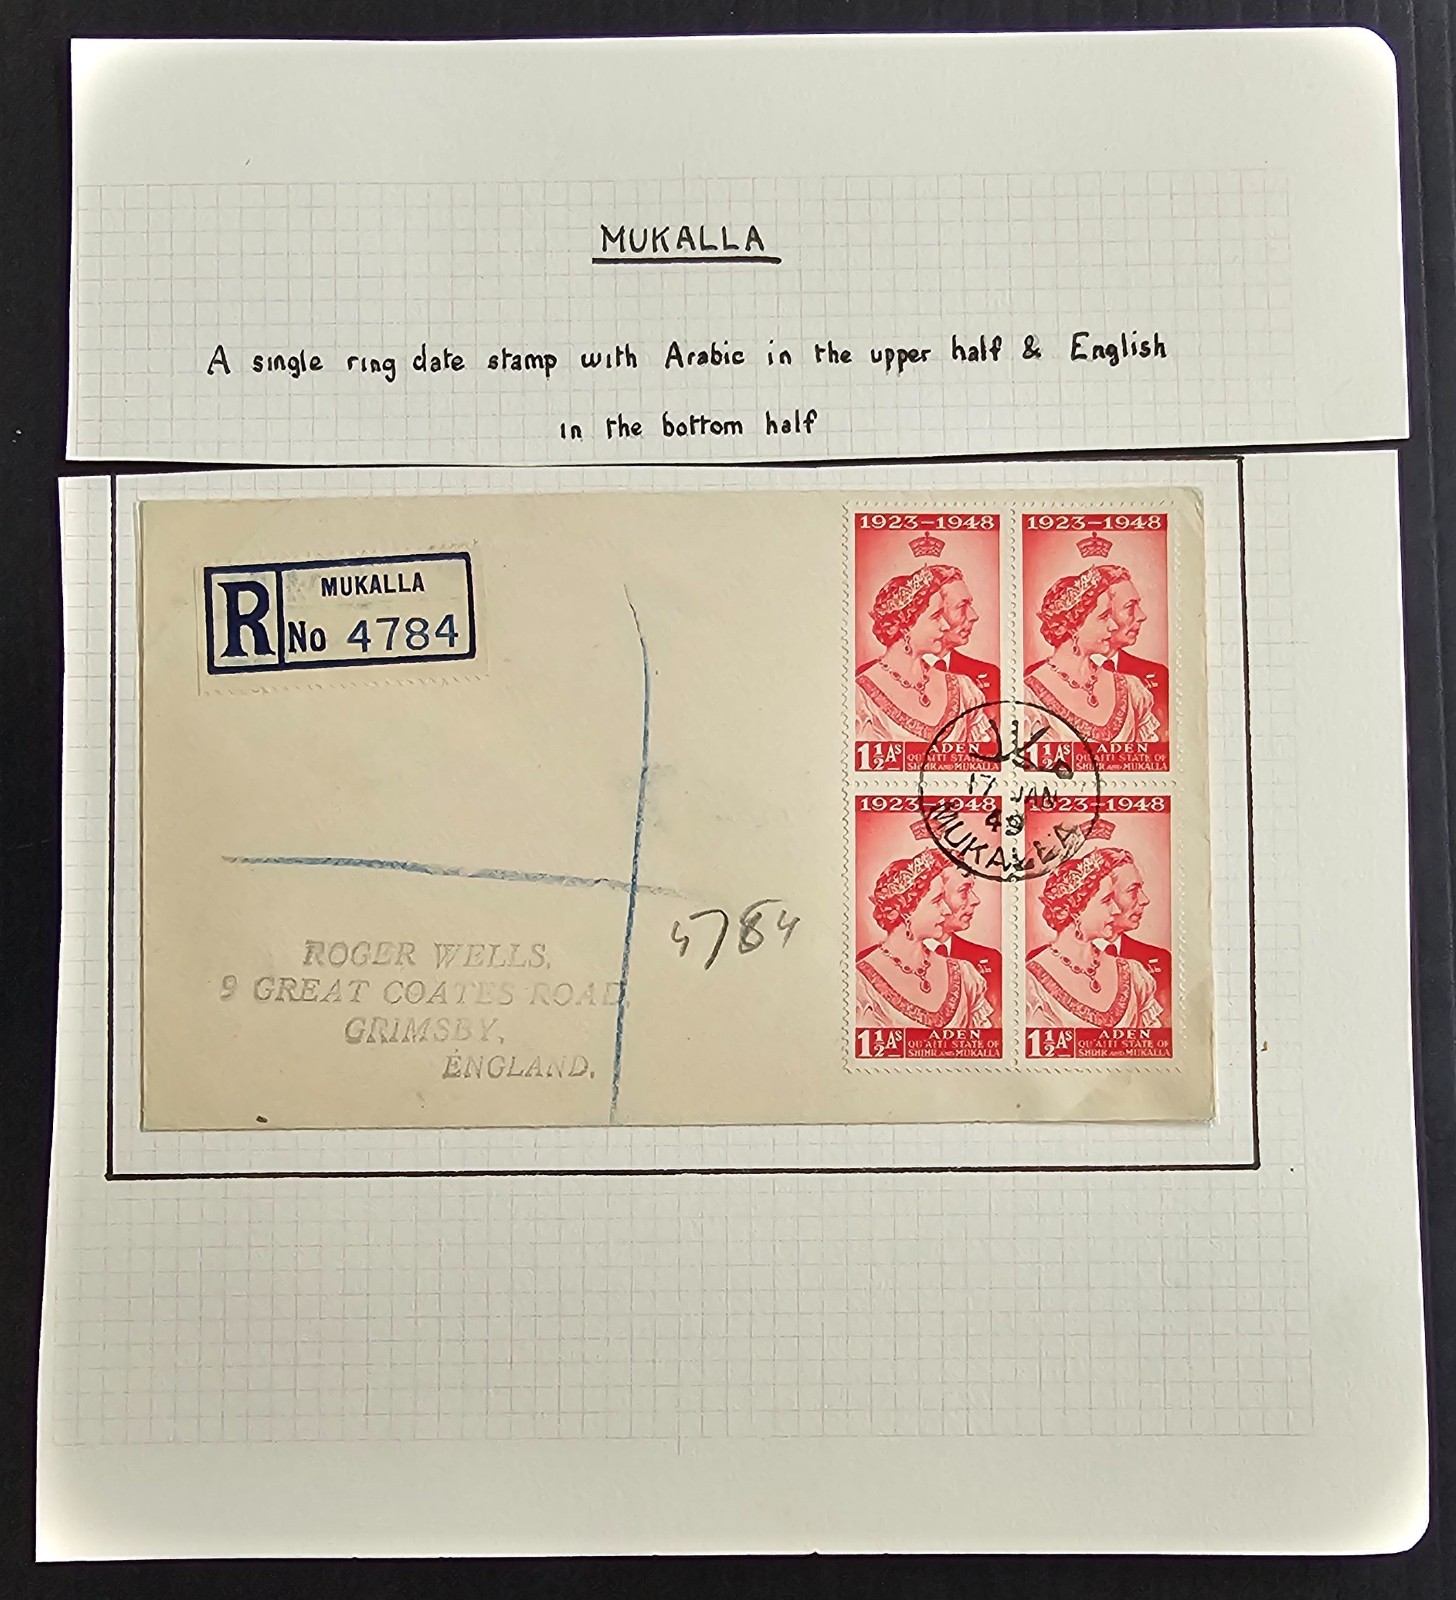 MUKALLA
A single ring date stamp with Arabic in the upper half & English
in the bottom half
R MUKALLA
No 4784
1923-1948 1923-1948
1½As ADEN 1½As ADEN
QU'AITI STATE OF QU'AITI STATE OF
SHIHR AND MUKALLA SHIHR AND MUKALLA
مكلا
17 JAN
49
MUKALLA
1923-1948 1923-1948
1½As ADEN 1½As ADEN
QU'AITI STATE OF QU'AITI STATE OF
SHIHR AND MUKALLA SHIHR AND MUKALLA
4784
ROGER WELLS,
9 GREAT COATES ROAD,
GRIMSBY,
ENGLAND.